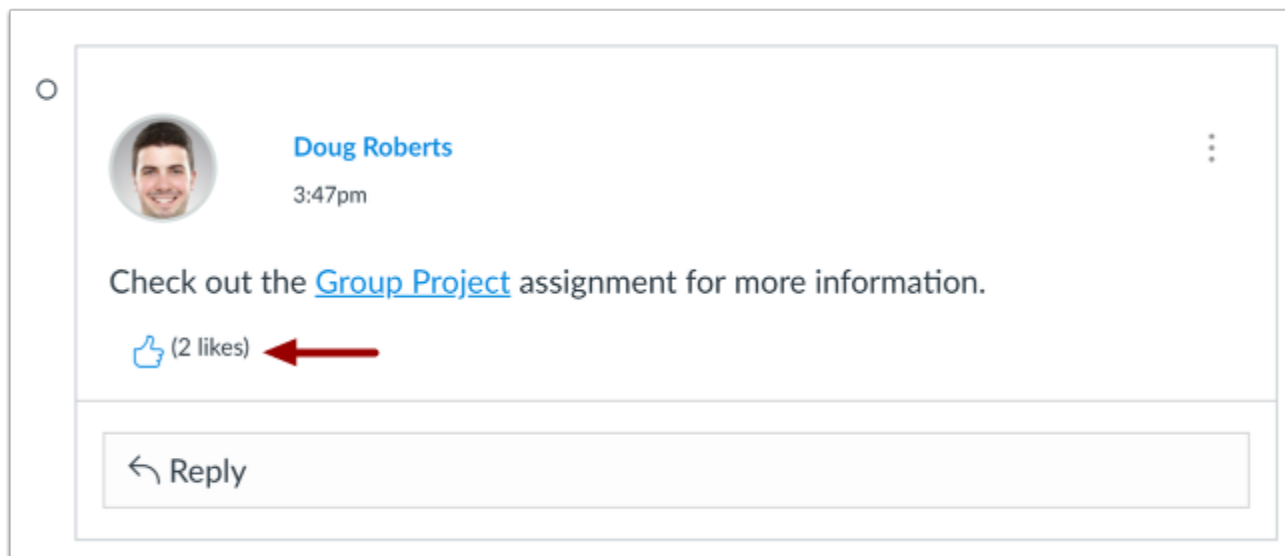 Doug Roberts
3:47pm
Check out the Group Project assignment for more information.
(2 likes)
Reply